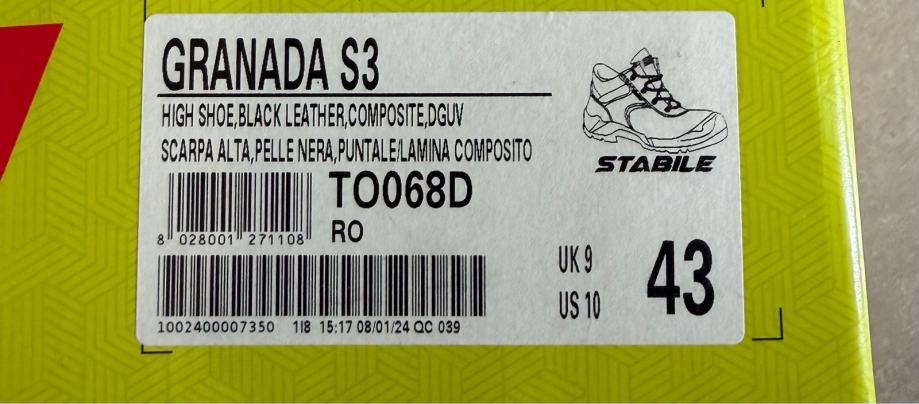 GRANADA S3
HIGH SHOE,BLACK LEATHER,COMPOSITE,DGUV
SCARPA ALTA,PELLE NERA,PUNTALE/LAMINA COMPOSITO
STABILE
TO068D
8 028001 271108
RO
UK 9
US 10
43
1002400007350 1|8 15:17 08/01/24 QC 039